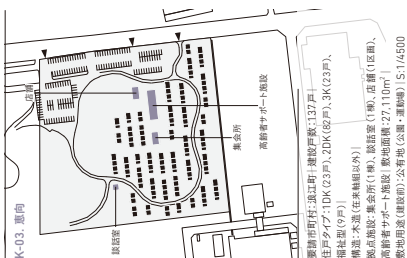 K-03. 恵向
店舗
談話室
集会所
高齢者サポート施設
要請市町村：浪江町｜建設戸数：137戸｜
住戸タイプ：1DK（23戸）、2DK（82戸）、3K（23戸）、
福祉型（9戸）｜
構造：木造（在来軸組以外）｜
拠点施設：集会所（1棟）、談話室（1棟）、店舗（1区画）、
高齢者サポート施設｜敷地面積：27,110m²｜
敷地用途（建設前）：公有地（公園・運動場）｜S：1/4500